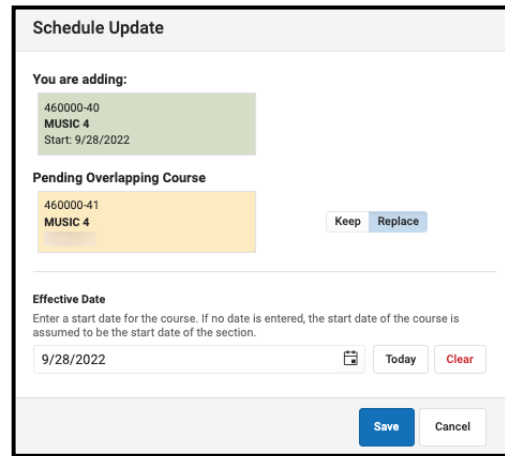 Schedule Update
You are adding:
460000-40
MUSIC 4
Start: 9/28/2022
Pending Overlapping Course
460000-41
MUSIC 4
Keep Replace
Effective Date
Enter a start date for the course. If no date is entered, the start date of the course is
assumed to be the start date of the section.
9/28/2022 Today Clear
Save Cancel